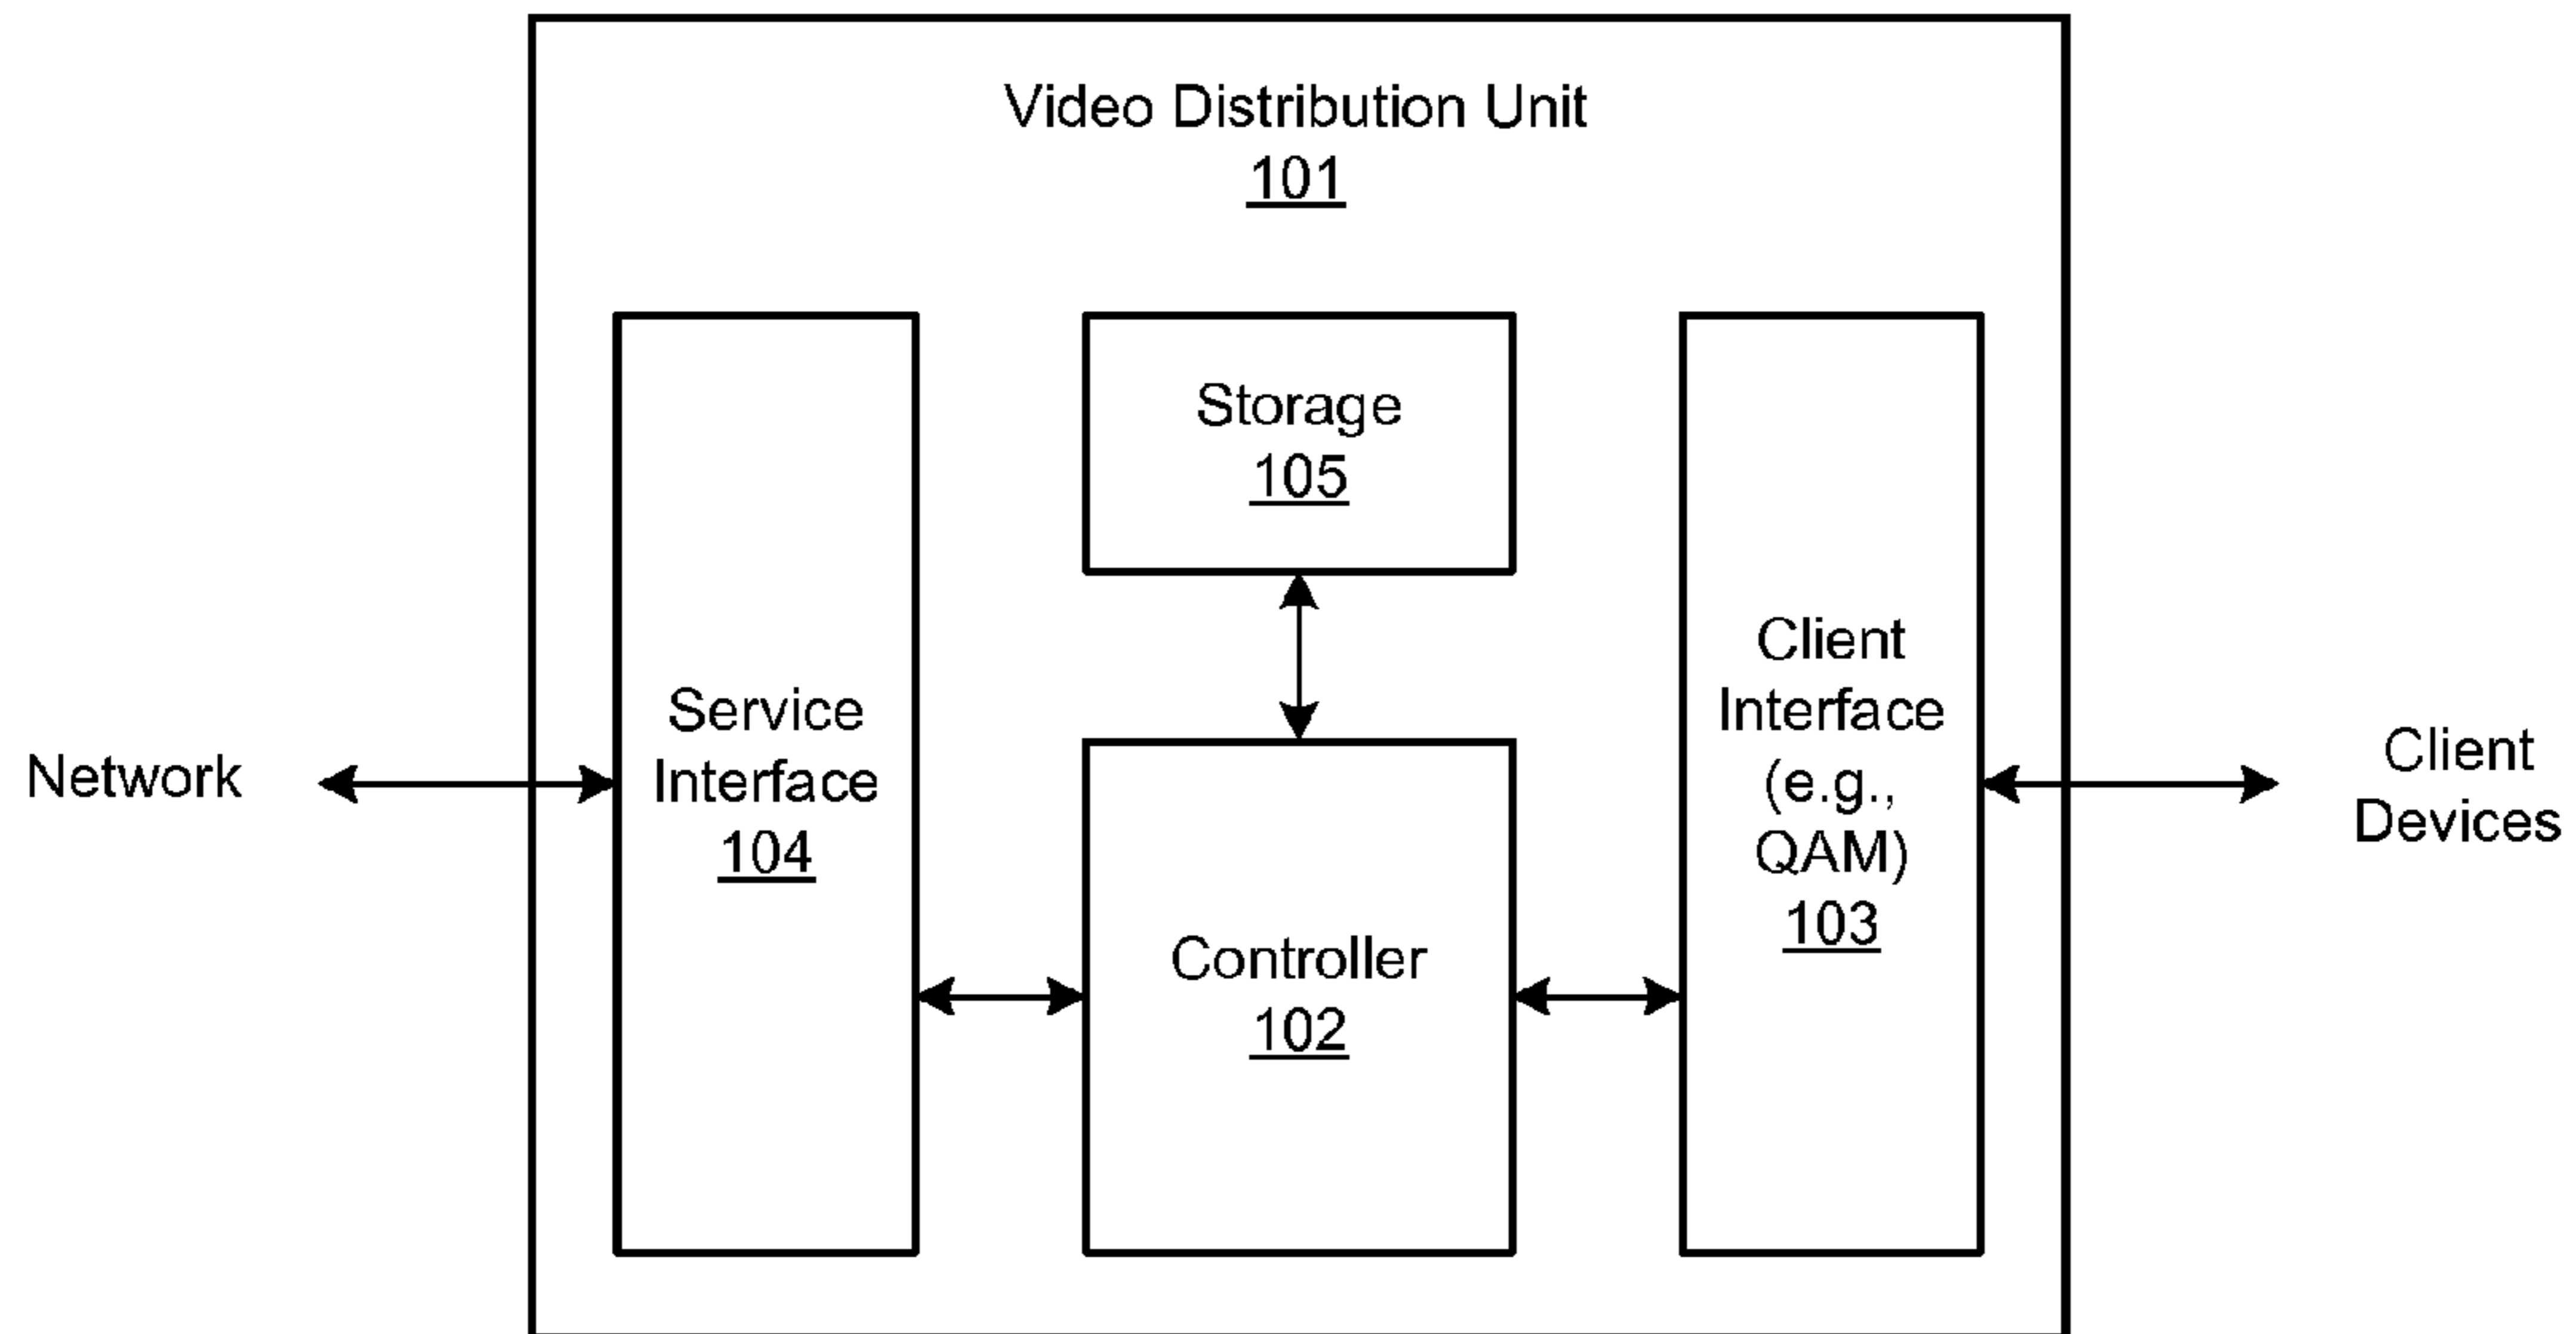 Video Distribution Unit
101
Network
Service
Interface
104
Storage
105
Controller
102
Client
Interface
(e.g.,
QAM)
103
Client
Devices